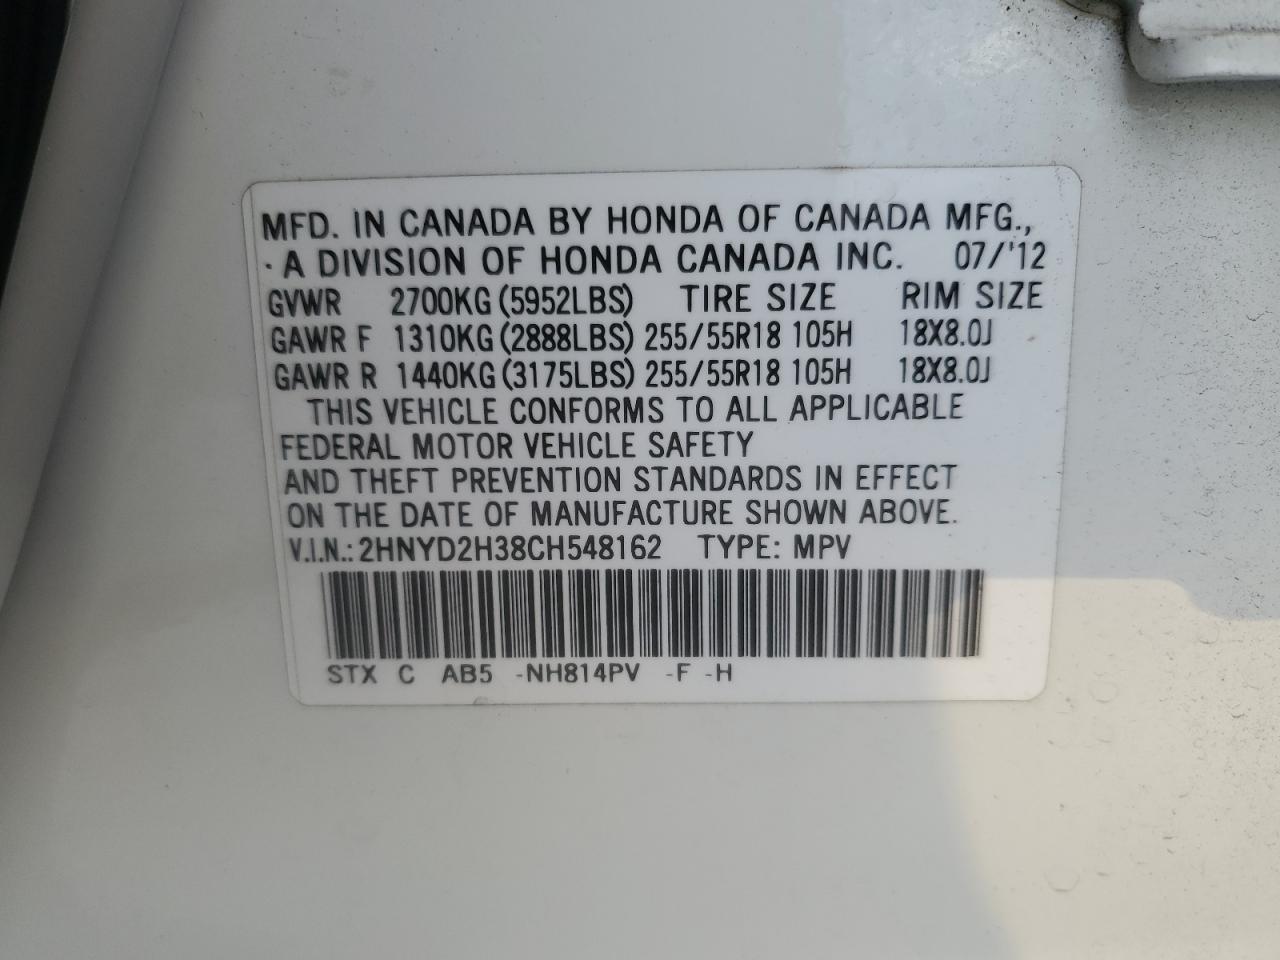 MFD. IN CANADA BY HONDA OF CANADA MFG.,
· A DIVISION OF HONDA CANADA INC. 07/'12
GVWR 2700KG (5952LBS) TIRE SIZE RIM SIZE
GAWR F 1310KG (2888LBS) 255/55R18 105H 18X8.0J
GAWR R 1440KG (3175LBS) 255/55R18 105H 18X8.0J
THIS VEHICLE CONFORMS TO ALL APPLICABLE
FEDERAL MOTOR VEHICLE SAFETY
AND THEFT PREVENTION STANDARDS IN EFFECT
ON THE DATE OF MANUFACTURE SHOWN ABOVE.
V.I.N.: 2HNYD2H38CH548162 TYPE: MPV
STX C AB5 -NH814PV -F -H